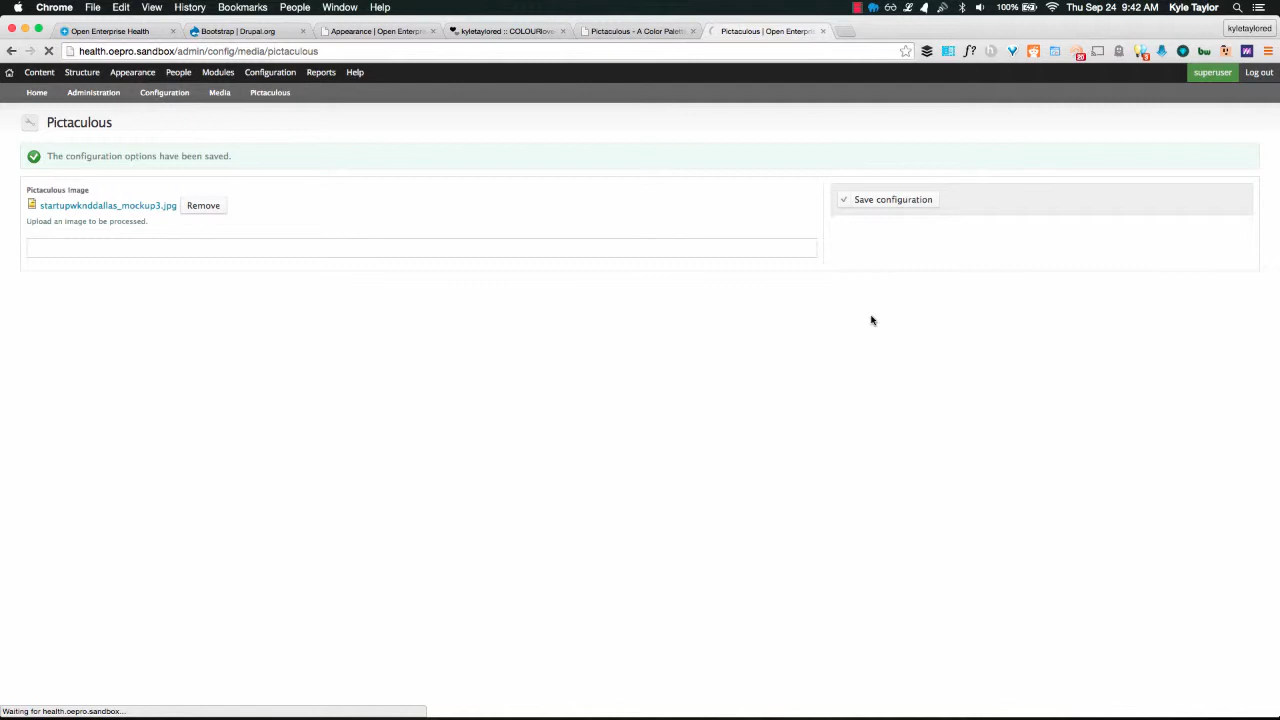 Chrome File Edit View History Bookmarks People Window Help 100% Thu Sep 24 9:42 AM Kyle Taylor
Open Enterprise Health Bootstrap | Drupal.org Appearance | Open Enterpris kyletaylored :: COLOURlove Pictaculous - A Color Palett Pictaculous | Open Enterpris kyletaylored
health.oepro.sandbox/admin/config/media/pictaculous
Content Structure Appearance People Modules Configuration Reports Help superuser Log out
Home Administration Configuration Media Pictaculous
Pictaculous
The configuration options have been saved.
Pictaculous Image
startupwknddallas_mockup3.jpg Remove
Upload an image to be processed.
Save configuration
Waiting for health.oepro.sandbox...